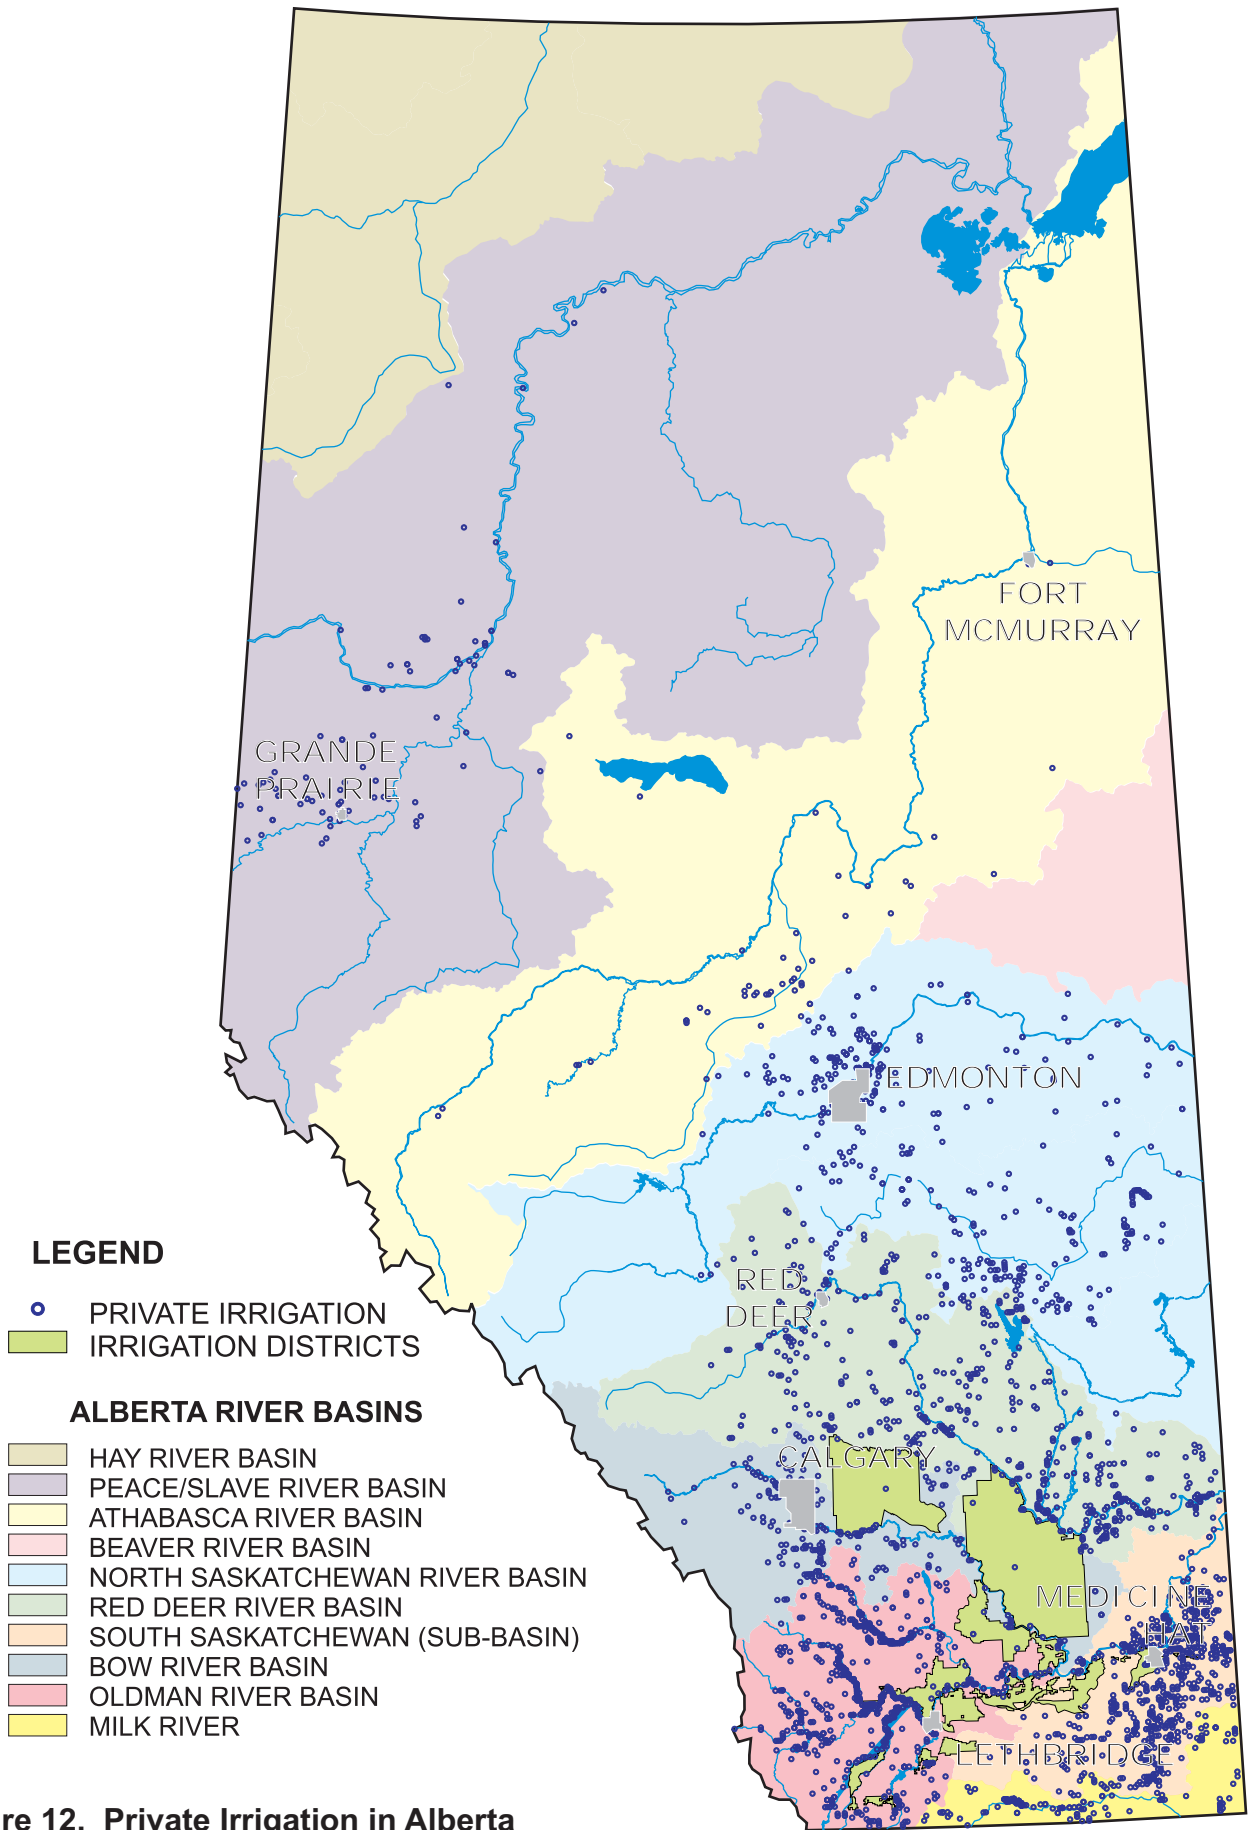 FORT
MCMURRAY
GRANDE
PRAIRIE
EDMONTON
RED
DEER
CALGARY
MEDICINE
HAT
LETHBRIDGE
LEGEND
PRIVATE IRRIGATION
IRRIGATION DISTRICTS
ALBERTA RIVER BASINS
HAY RIVER BASIN
PEACE/SLAVE RIVER BASIN
ATHABASCA RIVER BASIN
BEAVER RIVER BASIN
NORTH SASKATCHEWAN RIVER BASIN
RED DEER RIVER BASIN
SOUTH SASKATCHEWAN (SUB-BASIN)
BOW RIVER BASIN
OLDMAN RIVER BASIN
MILK RIVER
re 12. Private Irrigation in Alberta